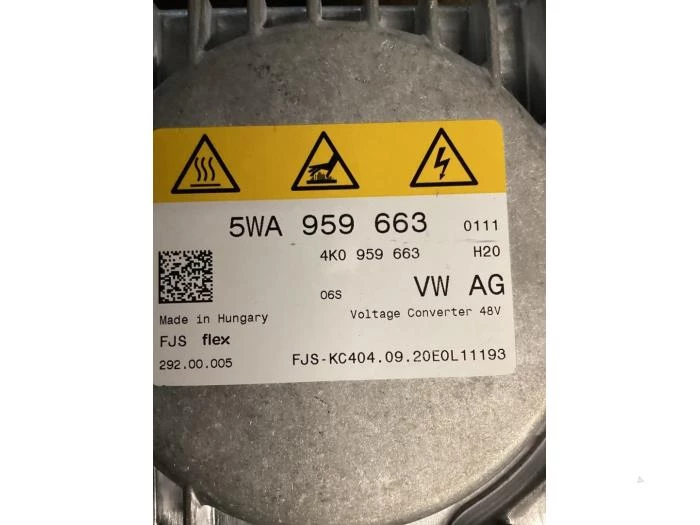 5WA 959 663 0111
4K0 959 663 H20
06S VW AG
Made in Hungary Voltage Converter 48V
FJS flex
292.00.005 FJS-KC404.09.20E0L11193